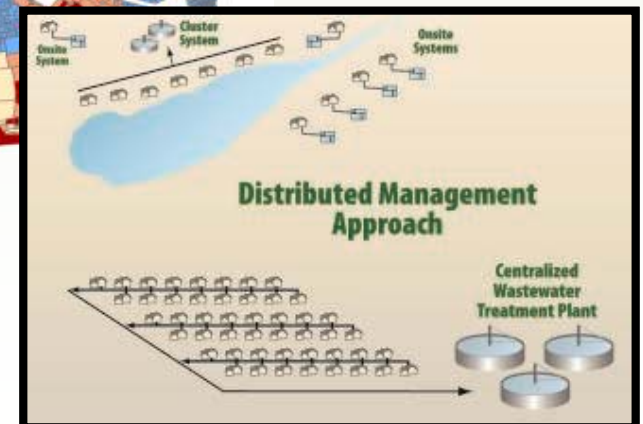 Onsite
System
Cluster
System
Onsite
Systems
Distributed Management
Approach
Centralized
Wastewater
Treatment Plant